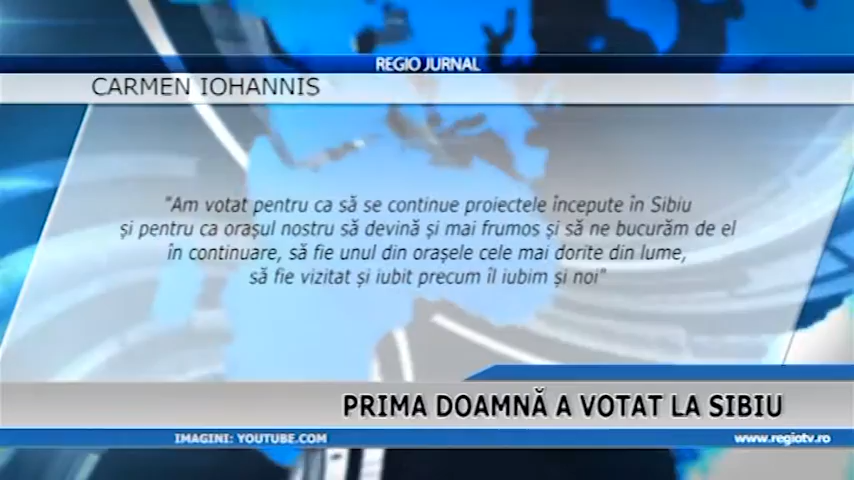 REGIO JURNAL
CARMEN IOHANNIS
"Am votat pentru ca să se continue proiectele începute în Sibiu
și pentru ca orașul nostru să devină și mai frumos și să ne bucurăm de el
în continuare, să fie unul din orașele cele mai dorite din lume,
să fie vizitat și iubit precum îl iubim și noi"
PRIMA DOAMNĂ A VOTAT LA SIBIU
IMAGINI: YOUTUBE.COM
www.regiotv.ro